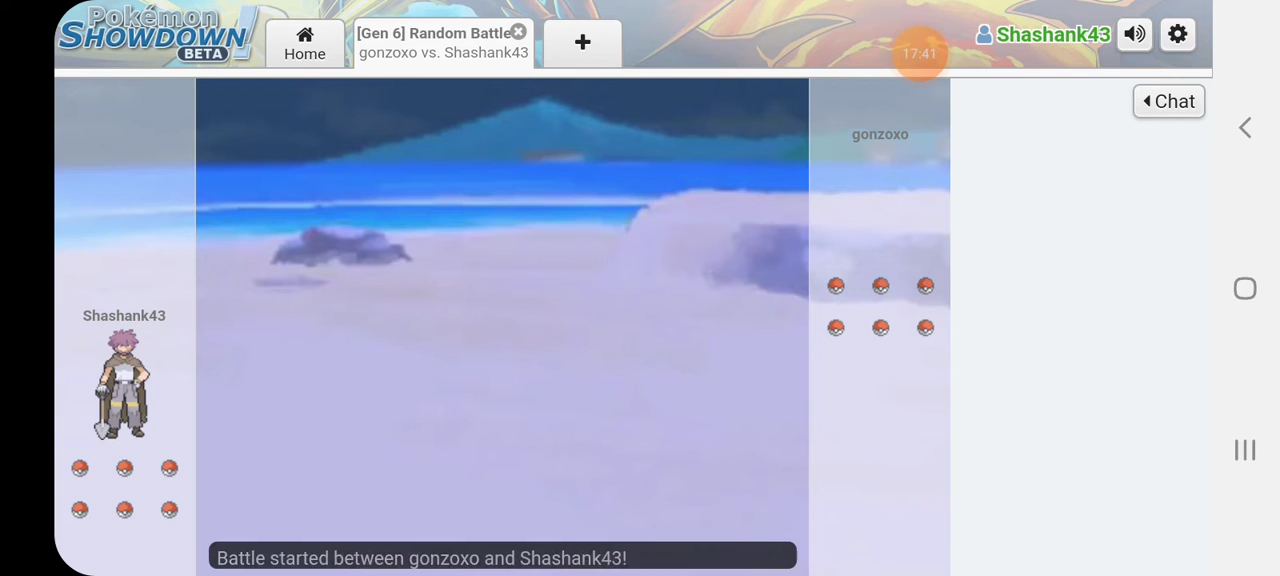 Pokémon
SHOWDOWN!
BETA
Home
[Gen 6] Random Battle
gonzoxo vs. Shashank43
17:41
Shashank43
Chat
gonzoxo
Shashank43
Battle started between gonzoxo and Shashank43!